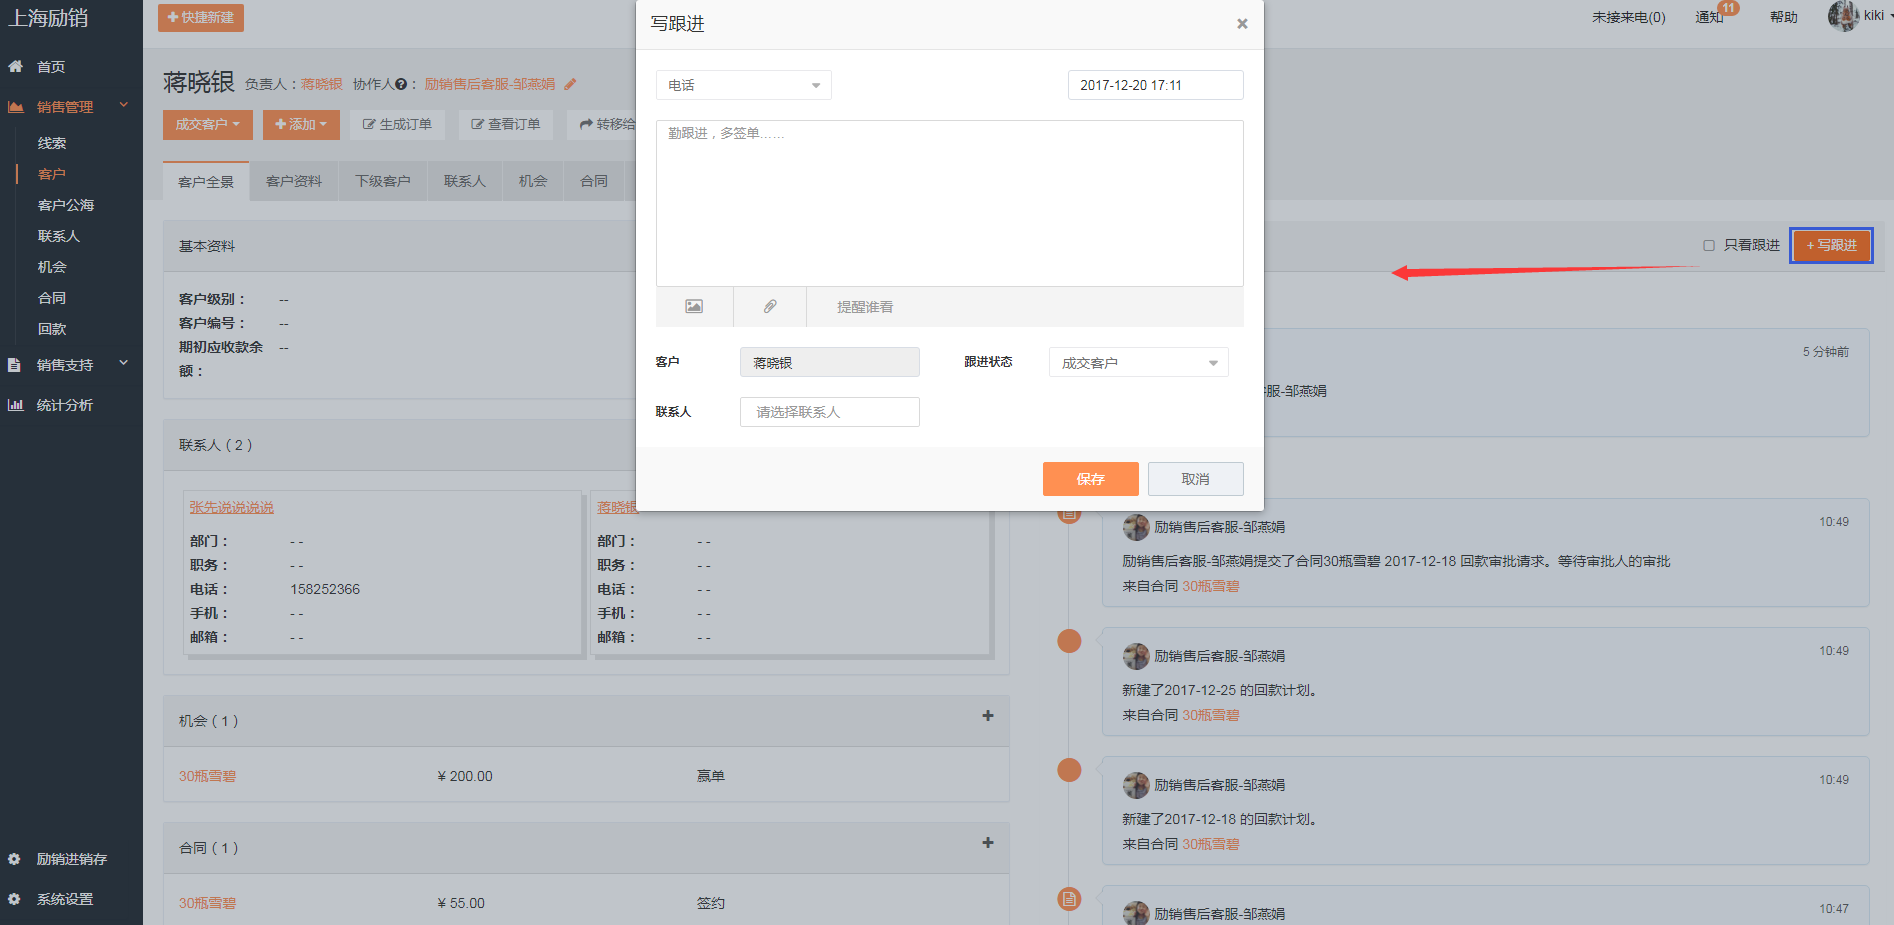 上海励销
快捷新建
未接来电(0)
通知
11
帮助
kiki
首页
销售管理
线索
客户
客户公海
联系人
机会
合同
回款
销售支持
统计分析
励销进销存
系统设置
蒋晓银 负责人：蒋晓银 协作人 ： 励销售后客服-邹燕娟
成交客户 添加 生成订单 查看订单 转移给
客户全景 客户资料 下级客户 联系人 机会 合同
写跟进
×
电话
2017-12-20 17:11
勤跟进，多签单……
提醒谁看
客户 蒋晓银 跟进状态 成交客户
联系人 请选择联系人
保存 取消
基本资料
客户级别： --
客户编号： --
期初应收款余 --
额：
联系人（2）
张先说说说说
部门： - -
职务： - -
电话： 158252366
手机： - -
邮箱： - -
蒋晓银
部门： - -
职务： - -
电话： - -
手机： - -
邮箱： - -
机会（1）
30瓶雪碧 ¥ 200.00 赢单
合同（1）
30瓶雪碧 ¥ 55.00 签约
只看跟进 +写跟进
5 分钟前
服-邹燕娟
励销售后客服-邹燕娟 10:49
励销售后客服-邹燕娟提交了合同30瓶雪碧 2017-12-18 回款审批请求。等待审批人的审批
来自合同 30瓶雪碧
励销售后客服-邹燕娟 10:49
新建了2017-12-25 的回款计划。
来自合同 30瓶雪碧
励销售后客服-邹燕娟 10:49
新建了2017-12-18 的回款计划。
来自合同 30瓶雪碧
励销售后客服-邹燕娟 10:47